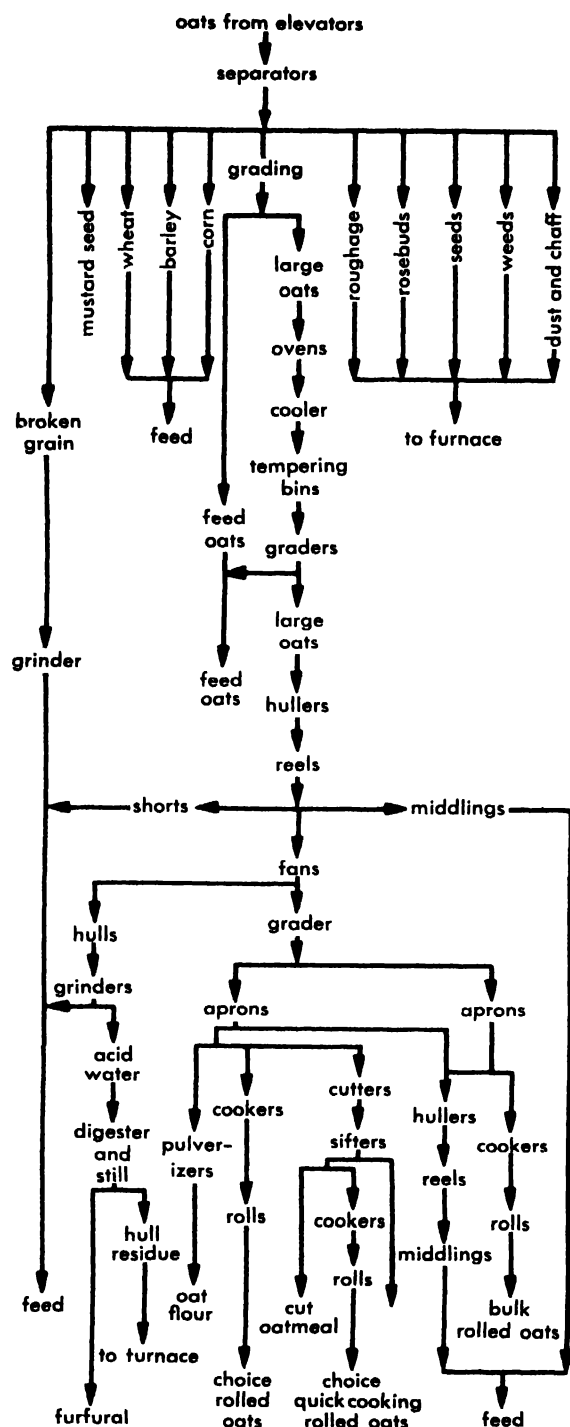 oats from elevators
separators
grading
mustard seed
wheat
barley
corn
roughage
rosebuds
seeds
weeds
dust and chaff
large
oats
ovens
cooler
broken
grain
feed
to furnace
tempering
bins
feed
oats
graders
large
oats
grinder
feed
oats
hullers
reels
shorts
middlings
fans
hulls
grader
grinders
aprons
aprons
acid
water
cutters
cookers
hullers
digester
and
still
pulver-
izers
sifters
cookers
reels
rolls
cookers
rolls
hull
residue
middlings
rolls
feed
oat
flour
cut
oatmeal
bulk
rolled oats
to turnace
choice
rolled
oats
choice
quick cooking
rolled oats
furfural
feed